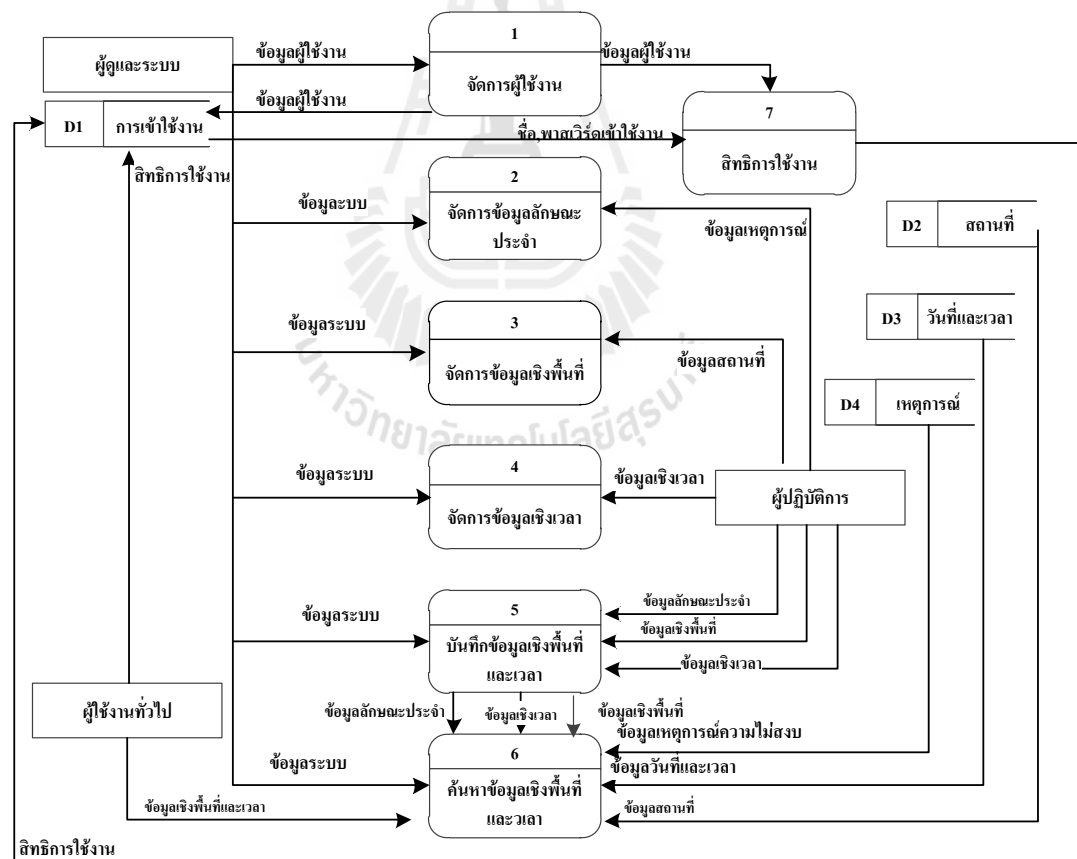 1
ผู้ดูและระบบ
ข้อมูลผู้ใช้งาน
ข้อมูลผู้ใช้งาน
จัดการผู้ใช้งาน
ข้อมูลผู้ใช้งาน
7
D1
การเข้าใช้งาน
ชื่อ,พาสเวิร์ดเข้าใช้งาน
สิทธิการใช้งาน
สิทธิการใช้งาน
2
ข้อมูละบบ
จัดการข้อมูลลักษณะ
ประจำ
ข้อมูลเหตุการณ์
D2
สถานที่
3
ข้อมูลระบบ
D3
วันที่และเวลา
จัดการข้อมูลเชิงพื้นที่
ข้อมูลสถานที่
D4
เหตุการณ์
มหาวิทยาลัยเทคโนโลยีสุรนารี
4
ข้อมูลระบบ
ข้อมูลเชิงเวลา
ผู้ปฏิบัติการ
จัดการข้อมูลเชิงเวลา
5
ข้อมูลลักษณะประจำ
ข้อมูลระบบ
ข้อมูลเชิงพื้นที่
บันทึกข้อมูลเชิงพื้นที่
และเวลา
ข้อมูลเชิงเวลา
ผู้ใช้งานทั่วไป
ข้อมูลลักษณะประจำ
ข้อมูลเชิงเวลา
ข้อมูลเชิงพื้นที่
ข้อมูลเหตุการณ์ความไม่สงบ
6
ข้อมูลระบบ
ข้อมูลวันที่และเวลา
ค้นหาข้อมูลเชิงพื้นที่
และวเลา
ข้อมูลเชิงพื้นที่และเวลา
ข้อมูลสถานที่
สิทธิการใช้งาน